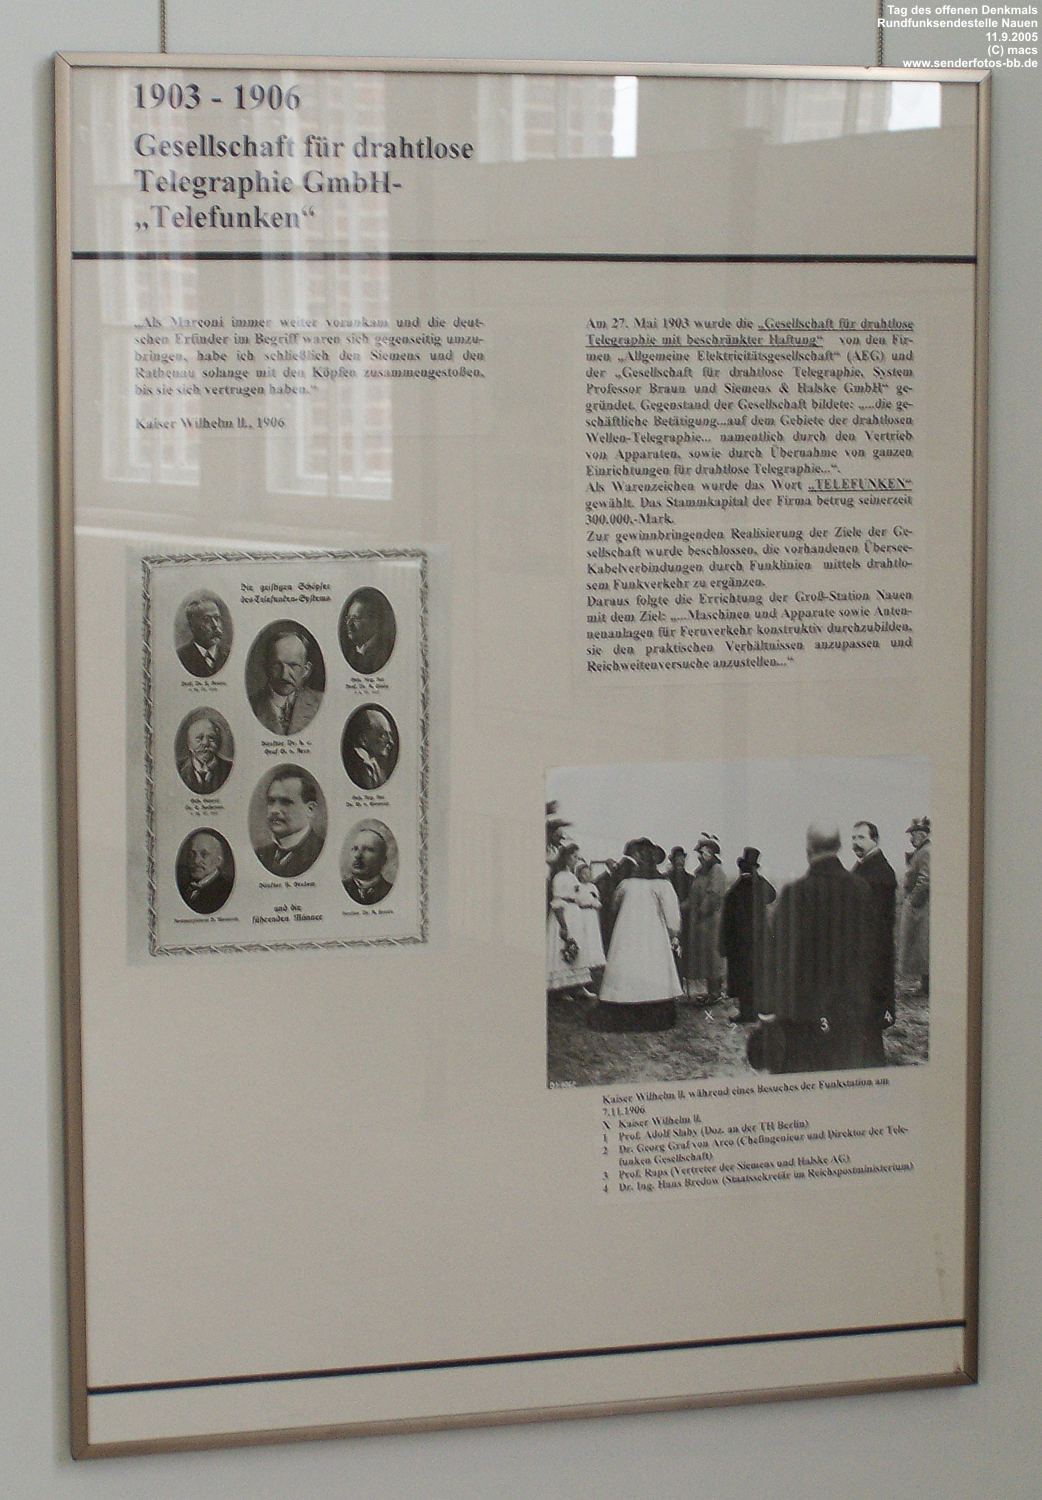 Tag des offenen Denkmals
Rundfunksendestelle Nauen
11.9.2005
(C) macs
www.senderfotos-bb.de
1903 - 1906
Gesellschaft für drahtlose
Telegraphie GmbH-
„Telefunken“
„Als Marconi immer weiter vorankam und die deut-
schen Erfinder im Begriff waren sich gegenseitig umzu-
bringen, habe ich schließlich den Siemens und den
Rathenau solange mit den Köpfen zusammengestoßen,
bis sie sich vertrugen haben.“
Kaiser Wilhelm II., 1906
Die geistigen Schöpfer
des Telefunken-Systems
und die
führenden Männer
Am 27. Mai 1903 wurde die „Gesellschaft für drahtlose
Telegraphie mit beschränkter Haftung“ von den Fir-
men „Allgemeine Elektricitätsgesellschaft“ (AEG) und
der „Gesellschaft für drahtlose Telegraphie, System
Professor Braun und Siemens & Halske GmbH“ ge-
gründet. Gegenstand der Gesellschaft bildete: „...die ge-
schäftliche Betätigung...auf dem Gebiete der drahtlosen
Wellen-Telegraphie... namentlich durch den Vertrieb
von Apparaten, sowie durch Übernahme von ganzen
Einrichtungen für drahtlose Telegraphie...“.
Als Warenzeichen wurde das Wort „TELEFUNKEN“
gewählt. Das Stammkapital der Firma betrug seinerzeit
300.000,-Mark.
Zur gewinnbringenden Realisierung der Ziele der Ge-
sellschaft wurde beschlossen, die vorhandenen Übersee-
Kabelverbindungen durch Funklinien mittels drahtlo-
sem Funkverkehr zu ergänzen.
Daraus folgte die Errichtung der Groß-Station Nauen
mit dem Ziel: „...Maschinen und Apparate sowie Anten-
nenanlagen für Fernverkehr konstruktiv durchzubilden,
sie den praktischen Verhältnissen anzupassen und
Reichweitenversuche anzustellen...“
X
2
3
4
Kaiser Wilhelm II. während eines Besuches der Funkstation am
7.11.1906
X Kaiser Wilhelm II.
1 Prof. Adolf Slaby (Doz. an der TH Berlin)
2 Dr. Georg Graf von Arco (Chefingenieur und Direktor der Tele-
funken Gesellschaft)
3 Prof. Raps (Vertreter der Siemens und Halske AG)
4 Dr. Ing. Hans Bredow (Staatssekretär im Reichspostministerium)